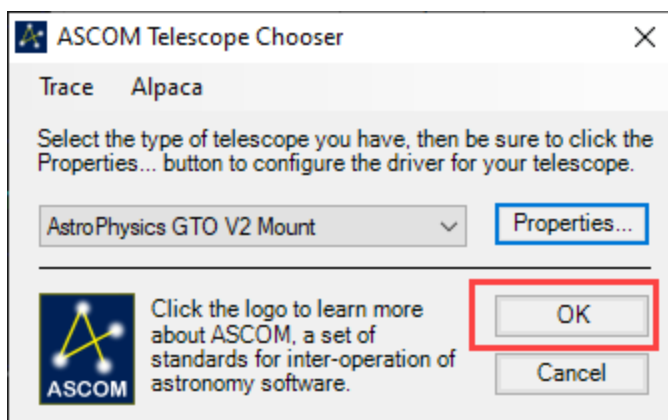 ASCOM Telescope Chooser
Trace Alpaca
Select the type of telescope you have, then be sure to click the
Properties... button to configure the driver for your telescope.
AstroPhysics GTO V2 Mount
Properties...
Click the logo to learn more
about ASCOM, a set of
standards for inter-operation of
astronomy software.
ASCOM
OK
Cancel